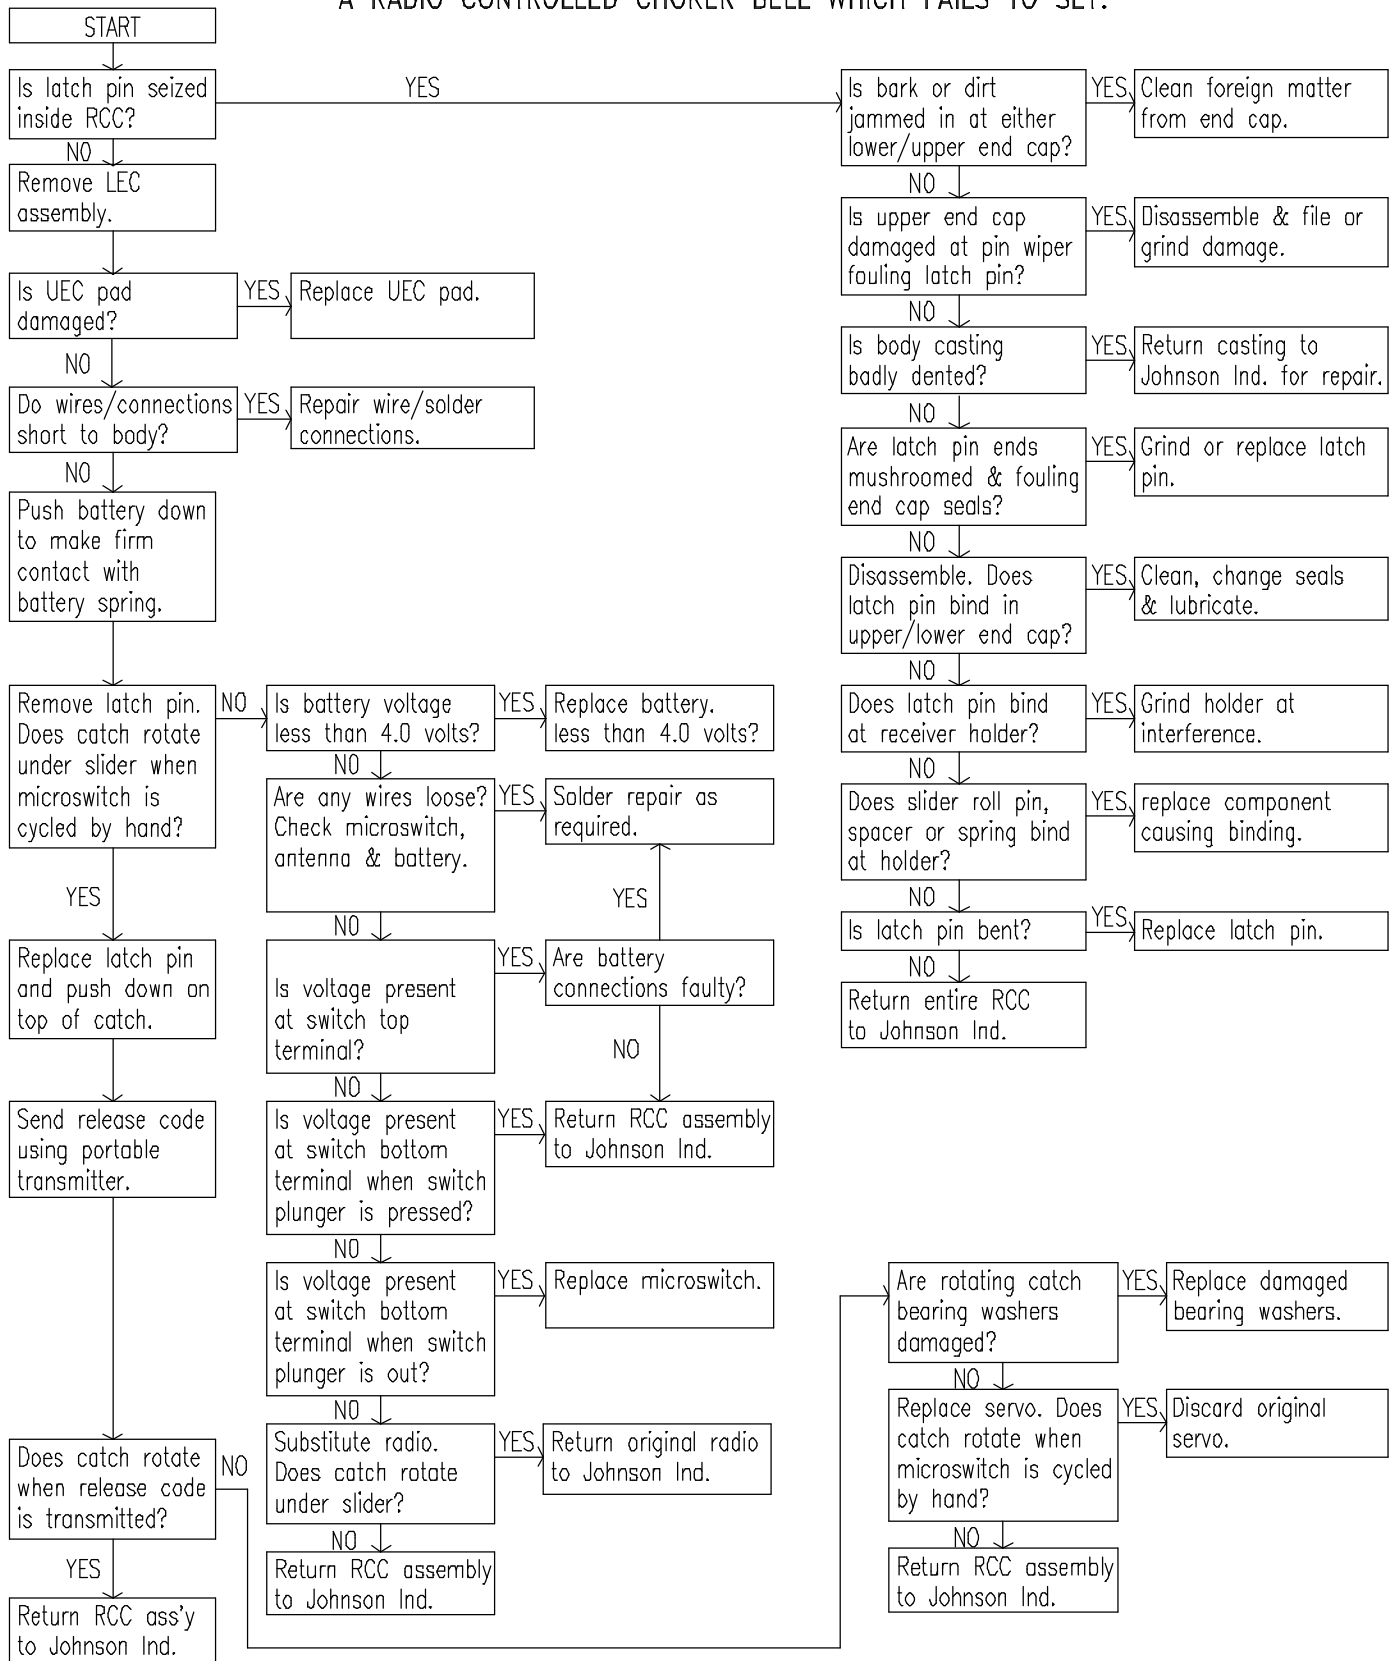 A RADIO CONTROLLED CHOKER BELL WHICH FAILS TO SET.
START
Is latch pin seized
inside RCC?
YES
NO
Remove LEC
assembly.
Is UEC pad
damaged?
YES
Replace UEC pad.
NO
Do wires/connections
short to body?
YES
Repair wire/solder
connections.
NO
Push battery down
to make firm
contact with
battery spring.
Remove latch pin.
Does catch rotate
under slider when
microswitch is
cycled by hand?
NO
YES
Replace latch pin
and push down on
top of catch.
Send release code
using portable
transmitter.
Does catch rotate
when release code
is transmitted?
NO
YES
Return RCC ass'y
to Johnson Ind.
Is battery voltage
less than 4.0 volts?
YES
Replace battery.
less than 4.0 volts?
NO
Are any wires loose?
Check microswitch,
antenna & battery.
YES
Solder repair as
required.
NO
Is voltage present
at switch top
terminal?
YES
Are battery
connections faulty?
YES
NO
NO
Is voltage present
at switch bottom
terminal when switch
plunger is pressed?
YES
Return RCC assembly
to Johnson Ind.
NO
Is voltage present
at switch bottom
terminal when switch
plunger is out?
YES
Replace microswitch.
NO
Substitute radio.
Does catch rotate
under slider?
YES
Return original radio
to Johnson Ind.
NO
Return RCC assembly
to Johnson Ind.
Is bark or dirt
jammed in at either
lower/upper end cap?
YES
Clean foreign matter
from end cap.
NO
Is upper end cap
damaged at pin wiper
fouling latch pin?
YES
Disassemble & file or
grind damage.
NO
Is body casting
badly dented?
YES
Return casting to
Johnson Ind. for repair.
NO
Are latch pin ends
mushroomed & fouling
end cap seals?
YES
Grind or replace latch
pin.
NO
Disassemble. Does
latch pin bind in
upper/lower end cap?
YES
Clean, change seals
& lubricate.
NO
Does latch pin bind
at receiver holder?
YES
Grind holder at
interference.
NO
Does slider roll pin,
spacer or spring bind
at holder?
YES
replace component
causing binding.
NO
Is latch pin bent?
YES
Replace latch pin.
NO
Return entire RCC
to Johnson Ind.
Are rotating catch
bearing washers
damaged?
YES
Replace damaged
bearing washers.
NO
Replace servo. Does
catch rotate when
microswitch is cycled
by hand?
YES
Discard original
servo.
NO
Return RCC assembly
to Johnson Ind.